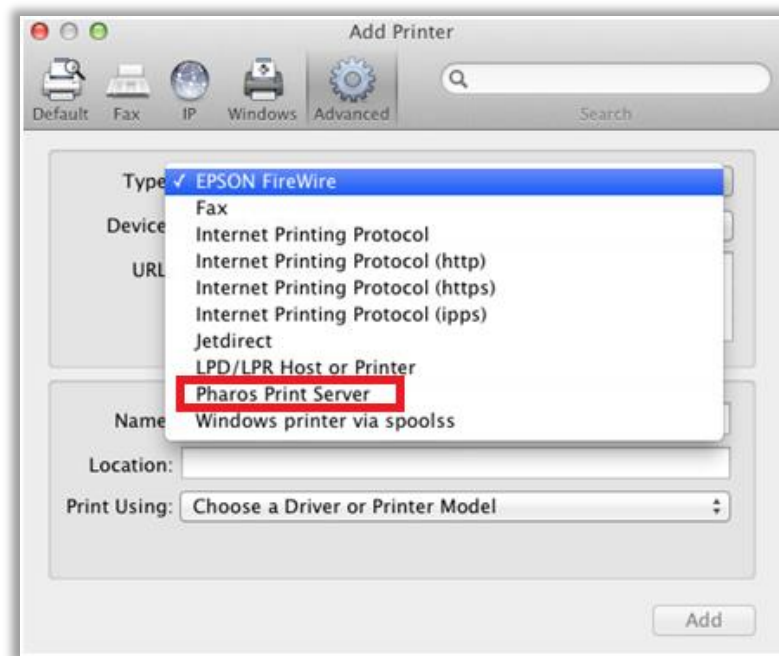 Add Printer
Default Fax IP Windows Advanced Search
Type ✓ EPSON FireWire
Fax
Device
Internet Printing Protocol
URL
Internet Printing Protocol (http)
Internet Printing Protocol (https)
Internet Printing Protocol (ipps)
Jetdirect
LPD/LPR Host or Printer
Pharos Print Server
Name
Windows printer via spoolss
Location:
Print Using: Choose a Driver or Printer Model
Add